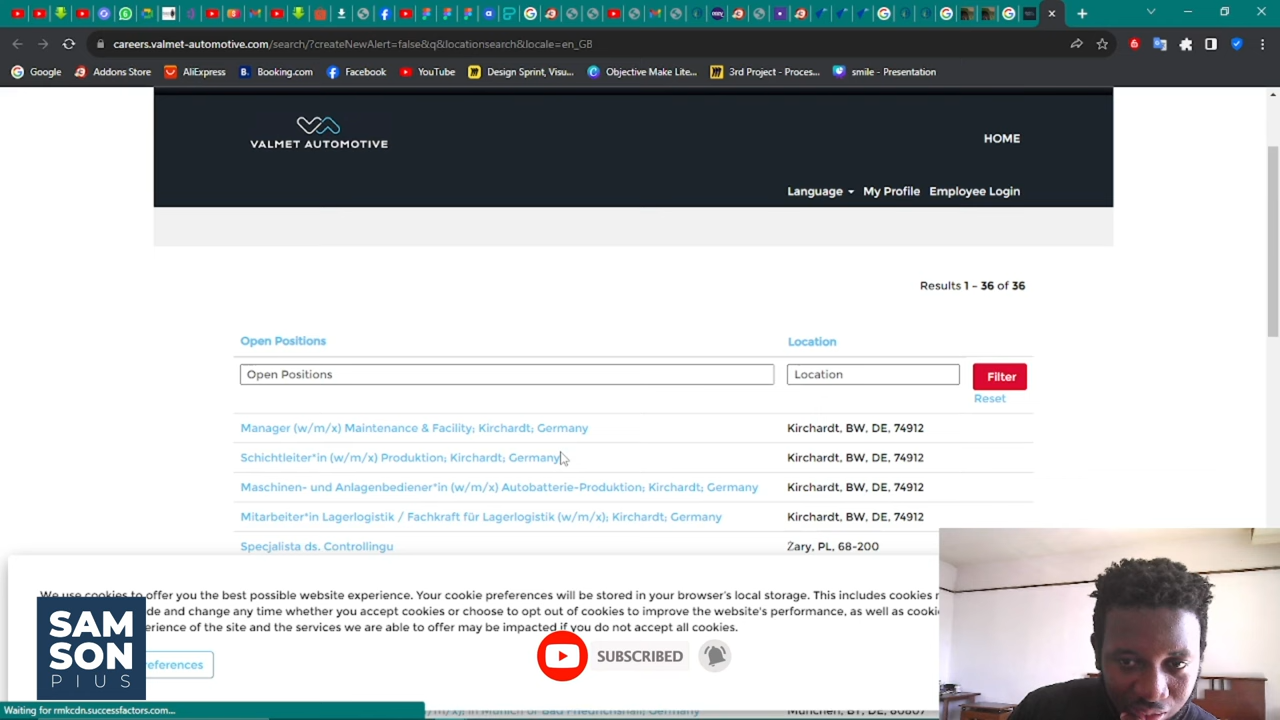 careers.valmet-automotive.com/search/?createNewAlert=false&q&locationsearch&locale=en_GB
Google
Addons Store
AliExpress
Booking.com
Facebook
YouTube
Design Sprint, Visu...
Objective Make Lite...
3rd Project - Proces...
smile - Presentation
VALMET AUTOMOTIVE
HOME
Language
My Profile
Employee Login
Results 1 – 36 of 36
Open Positions
Location
Open Positions
Location
Filter
Reset
Manager (w/m/x) Maintenance & Facility; Kirchardt; Germany
Kirchardt, BW, DE, 74912
Schichtleiter*in (w/m/x) Produktion; Kirchardt; Germany
Kirchardt, BW, DE, 74912
Maschinen- und Anlagenbediener*in (w/m/x) Autobatterie-Produktion; Kirchardt; Germany
Kirchardt, BW, DE, 74912
Mitarbeiter*in Lagerlogistik / Fachkraft für Lagerlogistik (w/m/x); Kirchardt; Germany
Kirchardt, BW, DE, 74912
Specjalista ds. Controllingu
Żary, PL, 68-200
We use cookies to offer you the best possible website experience. Your cookie preferences will be stored in your browser's local storage. This includes cookies
and change any time whether you accept cookies or choose to opt out of cookies to improve the website's performance, as well as
of the site and the services we are able to offer may be impacted if you do not accept all cookies.
SAM
SON
PIUS
SUBSCRIBED
Waiting for rmkcdn.successfactors.com...